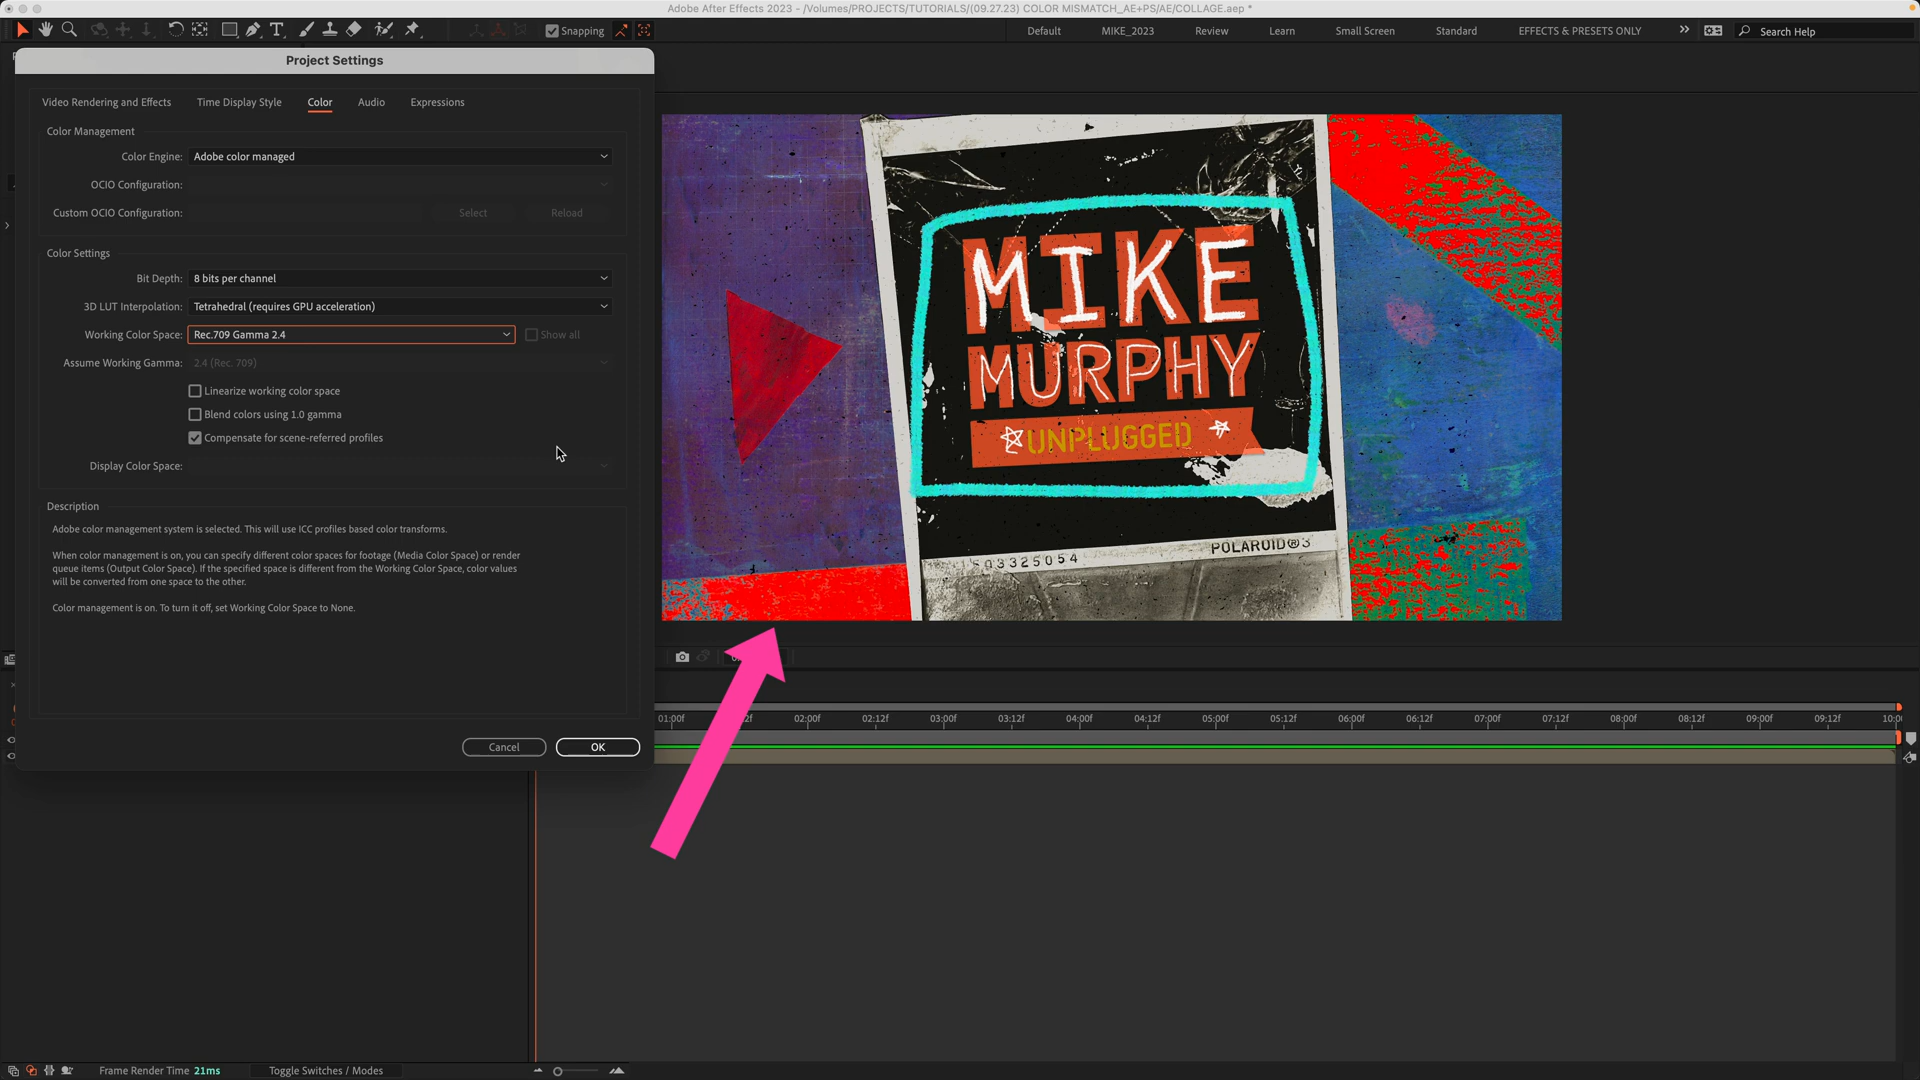 Adobe After Effects 2023 - /Volumes/PROJECTS/TUTORIALS/(09.27.23) COLOR MISMATCH_AE+PS/AE/COLLAGE.aep *
Snapping
Default MIKE_2023 Review Learn Small Screen Standard EFFECTS & PRESETS ONLY Search Help
Project Settings
Video Rendering and Effects Time Display Style Color Audio Expressions
Color Management
Color Engine: Adobe color managed
OCIO Configuration:
Custom OCIO Configuration: Select Reload
Color Settings
Bit Depth: 8 bits per channel
3D LUT Interpolation: Tetrahedral (requires GPU acceleration)
Working Color Space: Rec.709 Gamma 2.4 Show all
Assume Working Gamma: 2.4 (Rec. 709)
Linearize working color space
Blend colors using 1.0 gamma
Compensate for scene-referred profiles
Display Color Space:
Description
Adobe color management system is selected. This will use ICC profiles based color transforms.
When color management is on, you can specify different color spaces for footage (Media Color Space) or render
queue items (Output Color Space). If the specified space is different from the Working Color Space, color values
will be converted from one space to the other.
Color management is on. To turn it off, set Working Color Space to None.
Cancel OK
MIKE
MURPHY
UNPLUGGED
POLAROID®3
03325054
01:00f 02:00f 02:12f 03:00f 03:12f 04:00f 04:12f 05:00f 05:12f 06:00f 06:12f 07:00f 07:12f 08:00f 08:12f 09:00f 09:12f
Frame Render Time 21ms Toggle Switches / Modes